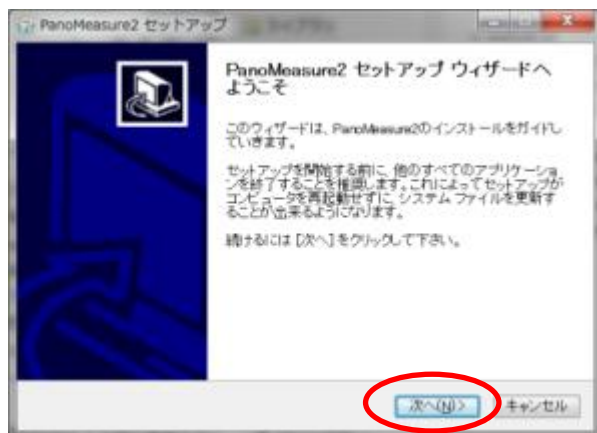 PanoMeasure2 セットアップ
PanoMeasure2 セットアップ ウィザードへ
ようこそ
このウィザードは、PanoMeasure2のインストールをガイドし
ていきます。
セットアップを開始する前に、他のすべてのアプリケーショ
ンを終了することを推奨します。これによってセットアップが
コンピュータを再起動せずに、システム ファイルを更新す
ることが出来るようになります。
続けるには [次へ] をクリックして下さい。
次へ(N)>
キャンセル